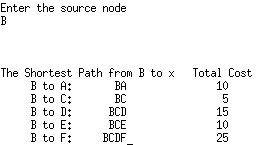 Enter the source node
B
The Shortest Path from B to x Total Cost
B to A: BA 10
B to C: BC 5
B to D: BCD 15
B to E: BCE 10
B to F: BCDF_ 25